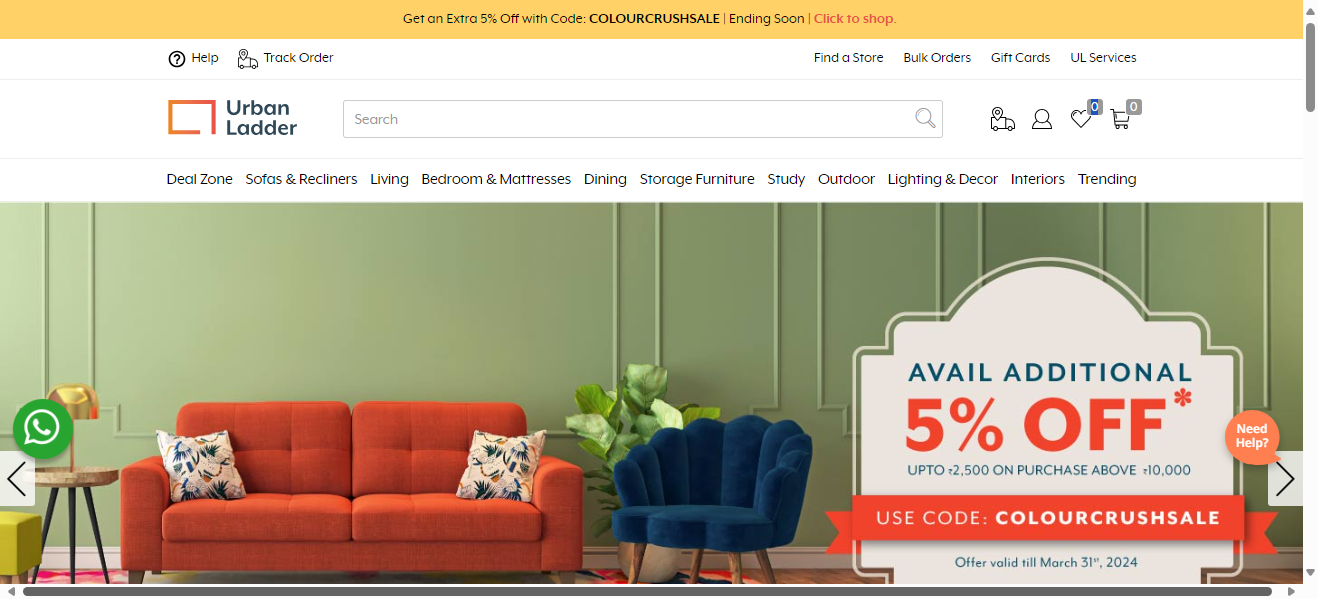 Get an Extra 5% Off with Code: COLOURCRUSHSALE | Ending Soon | Click to shop.
Help Track Order Find a Store Bulk Orders Gift Cards UL Services
Urban
Ladder
Search
0
0
Deal Zone Sofas & Recliners Living Bedroom & Mattresses Dining Storage Furniture Study Outdoor Lighting & Decor Interiors Trending
AVAIL ADDITIONAL
5% OFF*
UPTO ₹2,500 ON PURCHASE ABOVE ₹10,000
USE CODE: COLOURCRUSHSALE
Offer valid till March 31st, 2024
Need
Help?